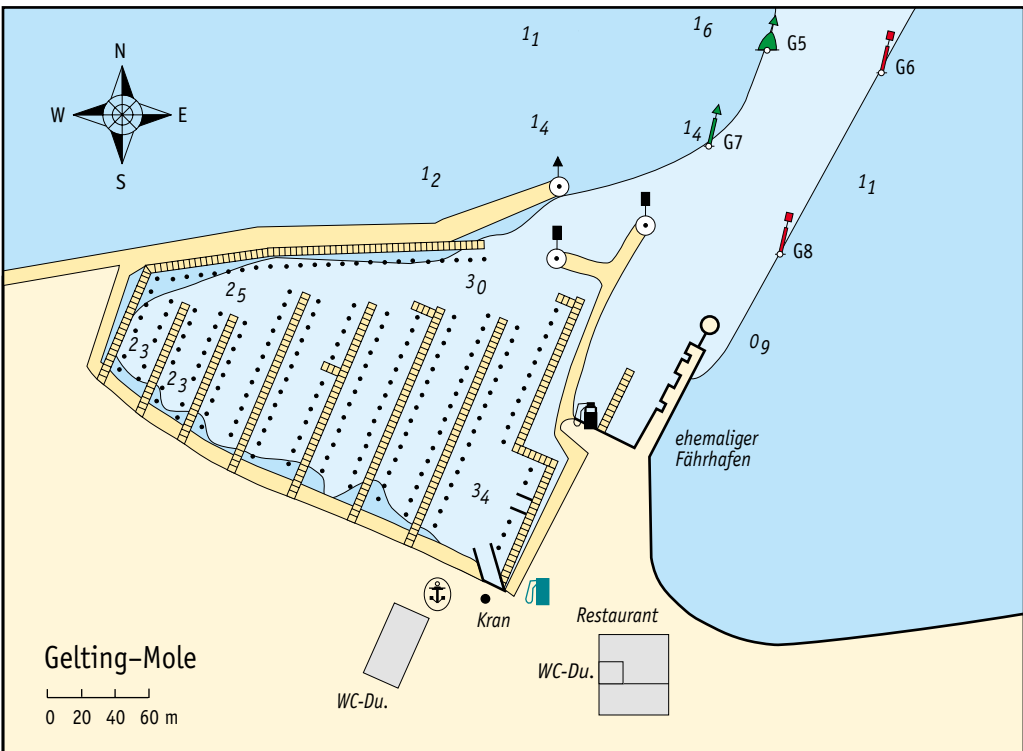 1₆
1₁
G5
N
G6
W E
1₄
1₄
G7
S
1₂
1₁
G8
3₀
2₅
0₉
2₃
2₃
ehemaliger
Fährhafen
3₄
Kran
Restaurant
Gelting–Mole
WC-Du.
WC-Du.
0 20 40 60 m